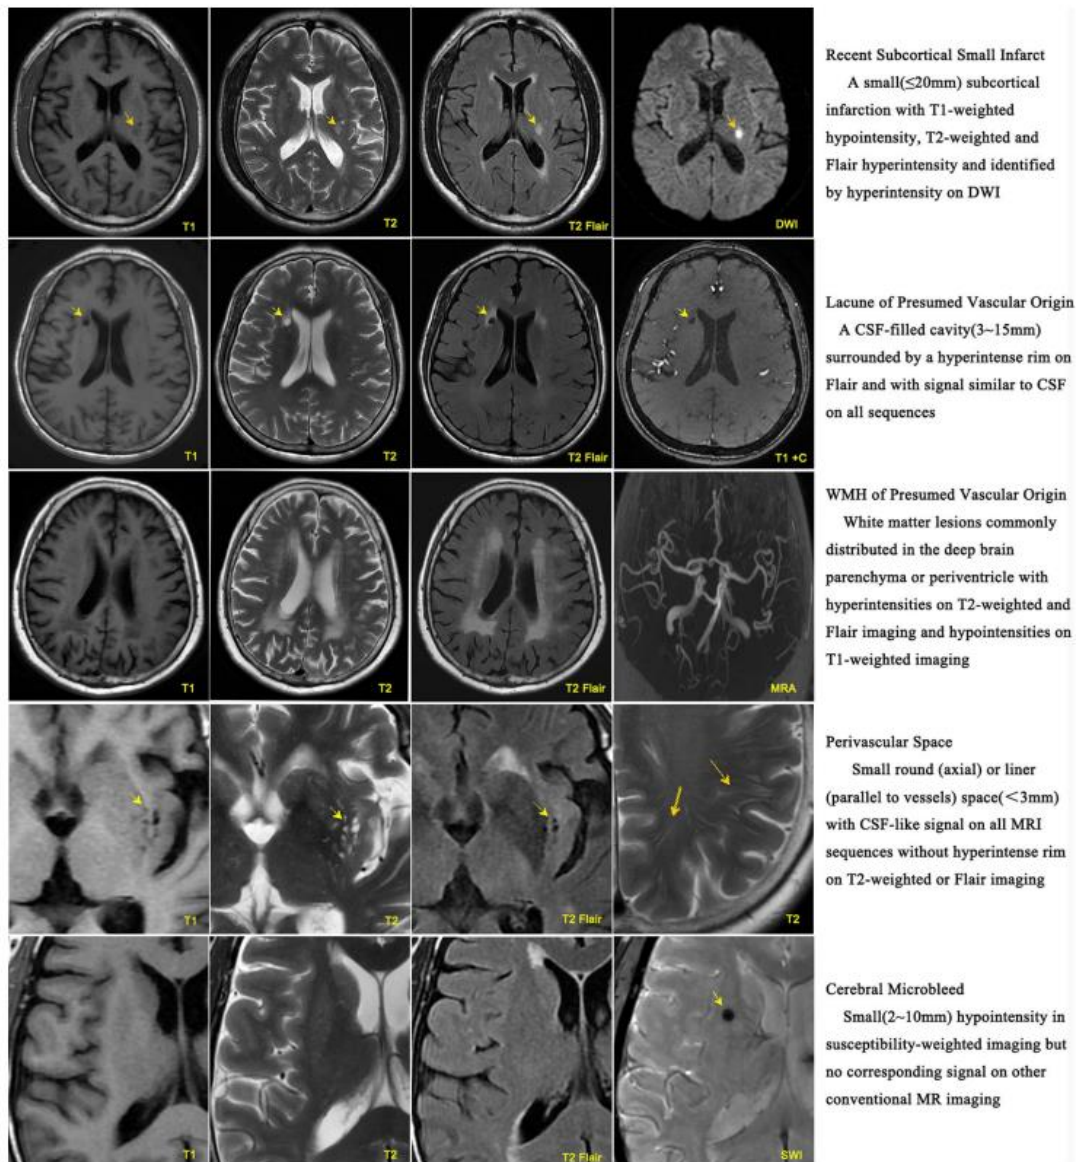 T1
T2
T2 Flair
DWI
Recent Subcortical Small Infarct
A small(≤20mm) subcortical
infarction with T1-weighted
hypointensity, T2-weighted and
Flair hyperintensity and identified
by hyperintensity on DWI
T1
T2
T2 Flair
T1 +C
Lacune of Presumed Vascular Origin
A CSF-filled cavity(3~15mm)
surrounded by a hyperintense rim on
Flair and with signal similar to CSF
on all sequences
T1
T2
T2 Flair
MRA
WMH of Presumed Vascular Origin
White matter lesions commonly
distributed in the deep brain
parenchyma or periventricle with
hyperintensities on T2-weighted and
Flair imaging and hypointensities on
T1-weighted imaging
T1
T2
T2 Flair
T2
Perivascular Space
Small round (axial) or liner
(parallel to vessels) space(<3mm)
with CSF-like signal on all MRI
sequences without hyperintense rim
on T2-weighted or Flair imaging
T1
T2
T2 Flair
SWI
Cerebral Microbleed
Small(2~10mm) hypointensity in
susceptibility-weighted imaging but
no corresponding signal on other
conventional MR imaging